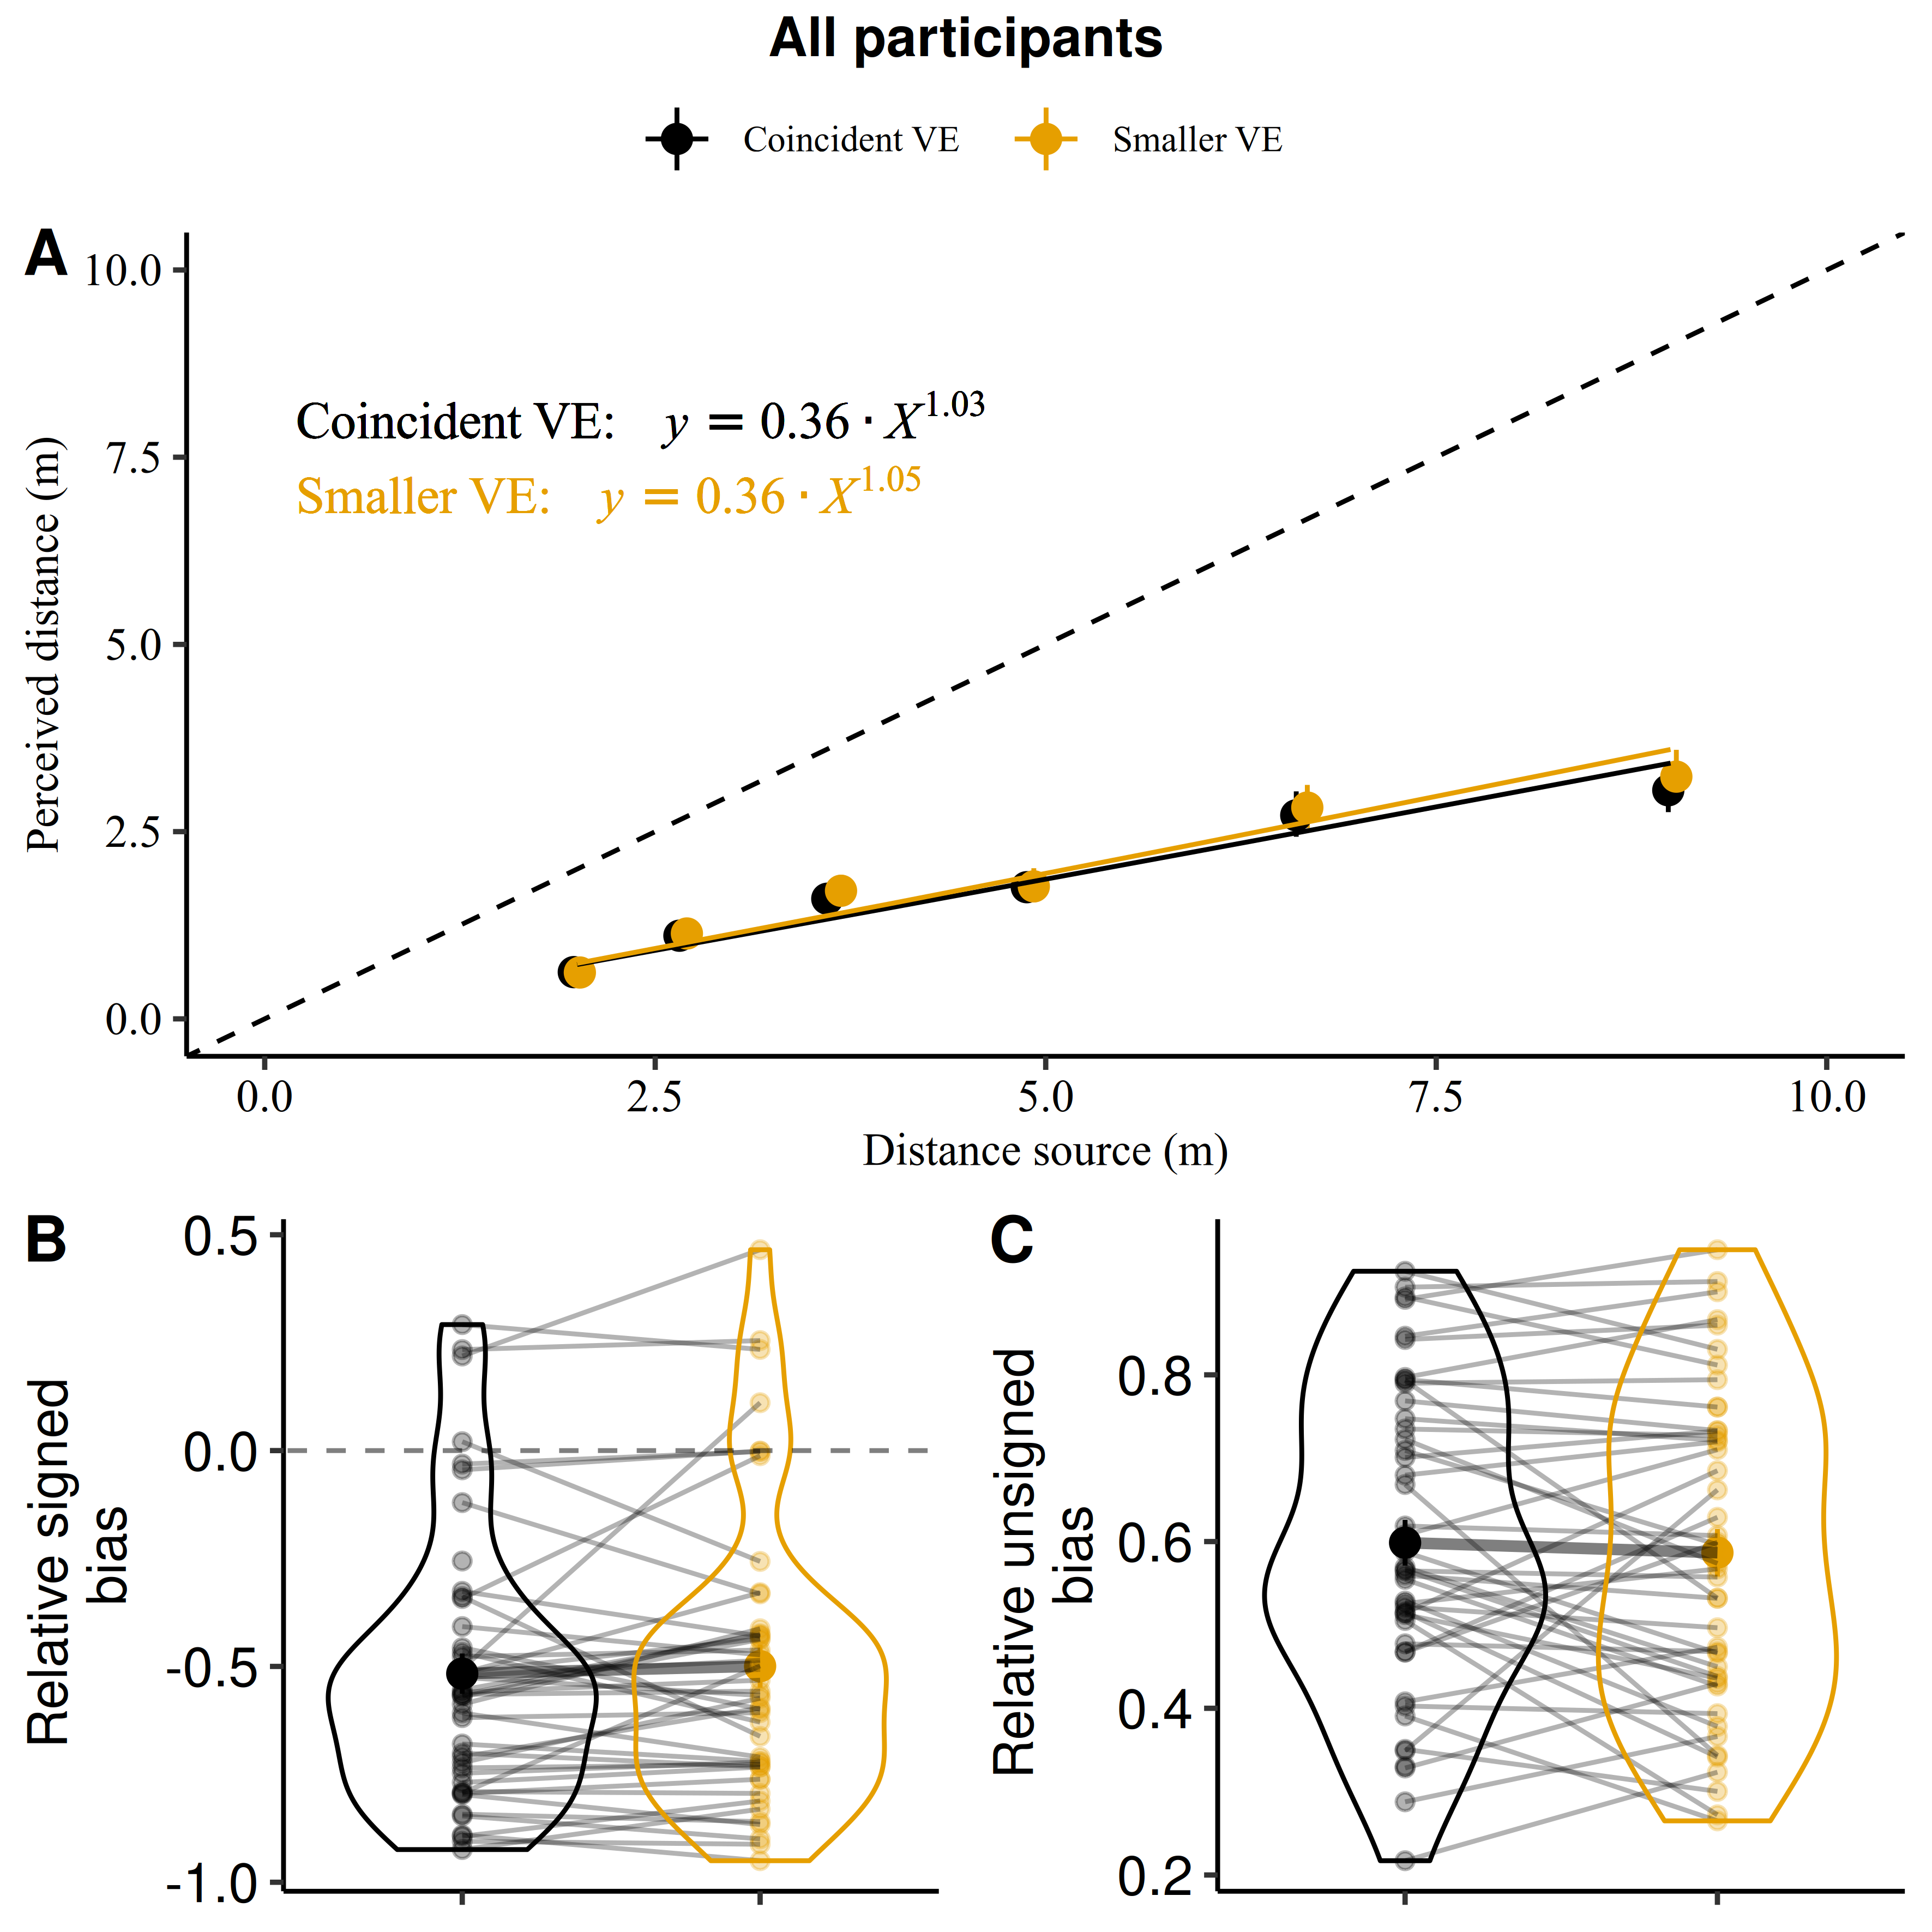 All participants
Coincident VE Smaller VE
A
10.0
7.5
5.0
2.5
0.0
Perceived distance (m)
Coincident VE: y = 0.36 · X^1.03
Smaller VE: y = 0.36 · X^1.05
0.0 2.5 5.0 7.5 10.0
Distance source (m)
B
0.5
0.0
-0.5
-1.0
Relative signed
bias
C
0.8
0.6
0.4
0.2
Relative unsigned
bias